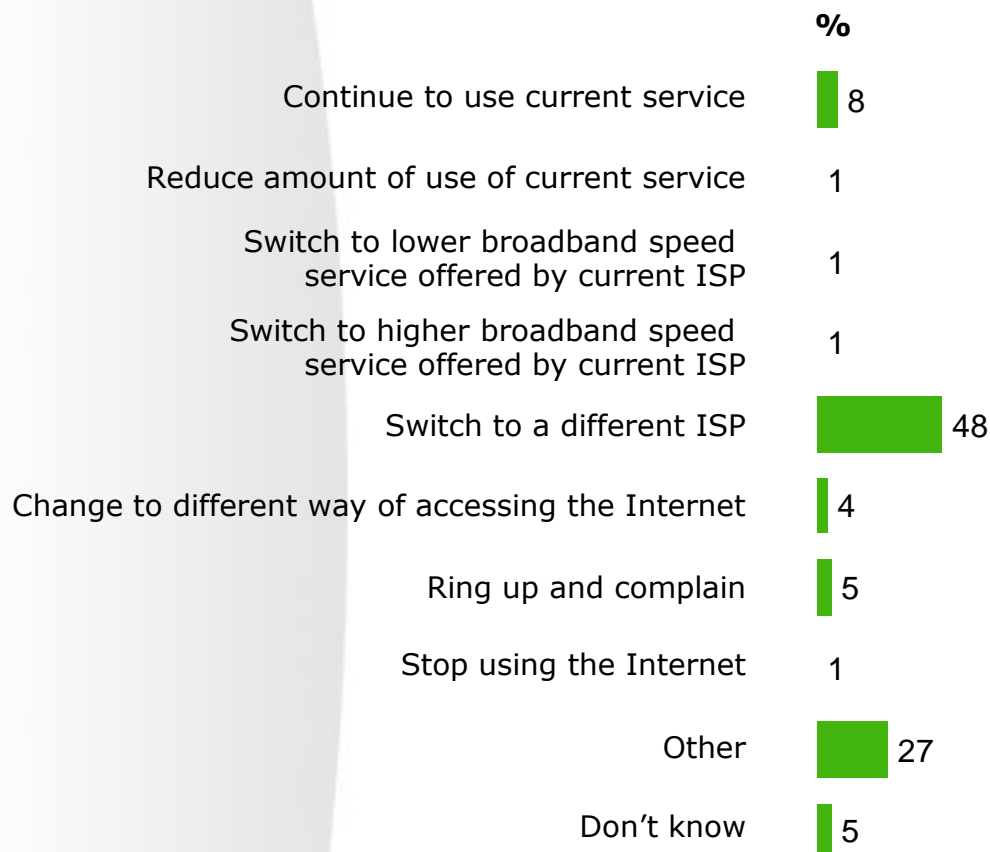 %
Continue to use current service 8
Reduce amount of use of current service 1
Switch to lower broadband speed
service offered by current ISP 1
Switch to higher broadband speed
service offered by current ISP 1
Switch to a different ISP 48
Change to different way of accessing the Internet 4
Ring up and complain 5
Stop using the Internet 1
Other 27
Don’t know 5